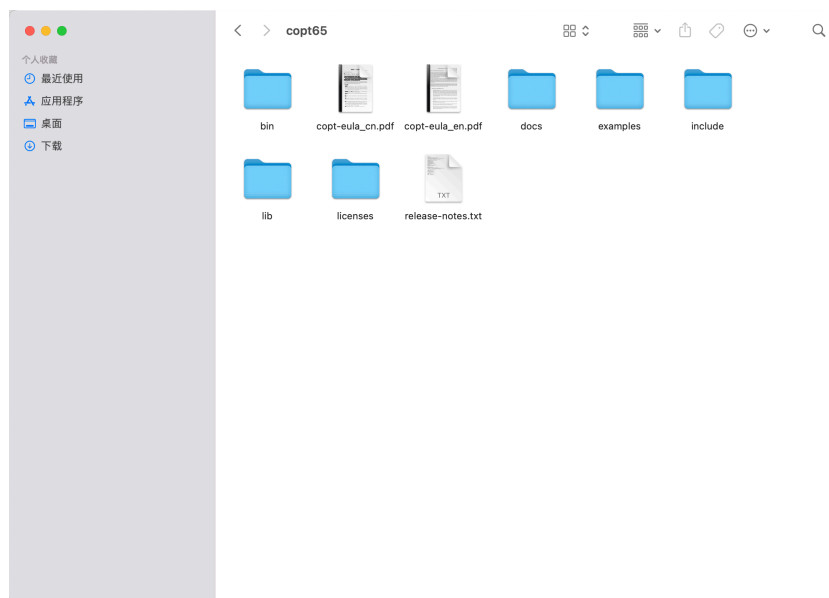 copt65
个人收藏
最近使用
应用程序
桌面
下载
bin
copt-eula_cn.pdf
copt-eula_en.pdf
docs
examples
include
lib
licenses
TXT
release-notes.txt